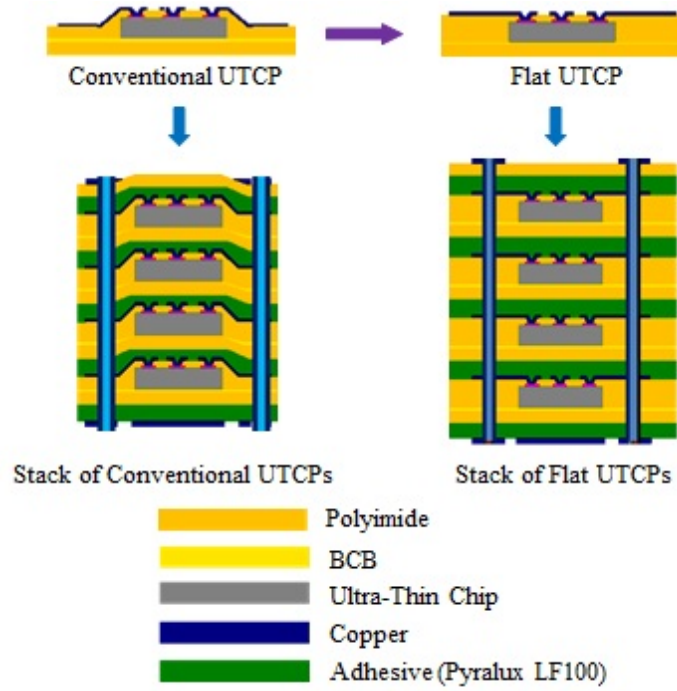 Conventional UTCP
Flat UTCP
Stack of Conventional UTCPs
Stack of Flat UTCPs
Polyimide
BCB
Ultra-Thin Chip
Copper
Adhesive (Pyralux LF100)